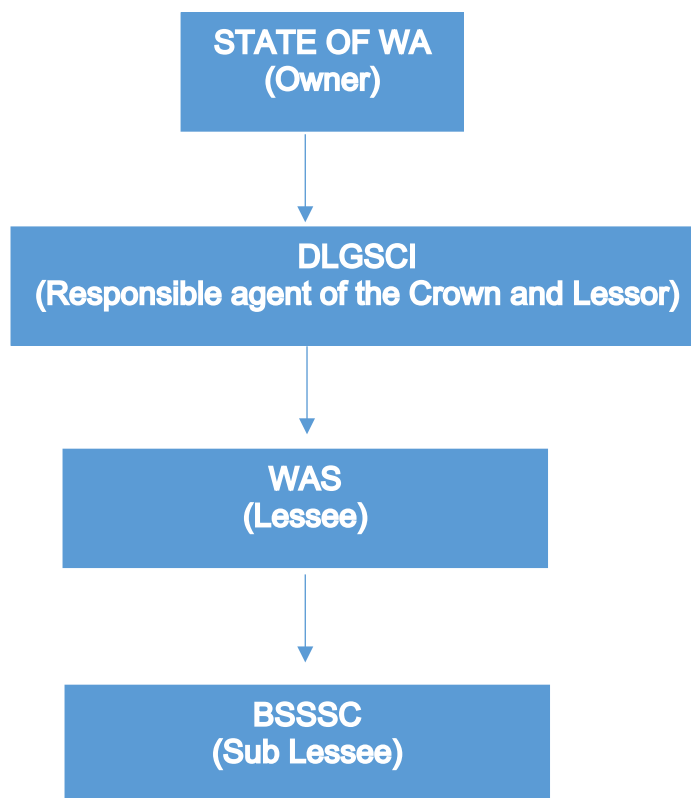 STATE OF WA
(Owner)
DLGSCI
(Responsible agent of the Crown and Lessor)
WAS
(Lessee)
BSSSC
(Sub Lessee)